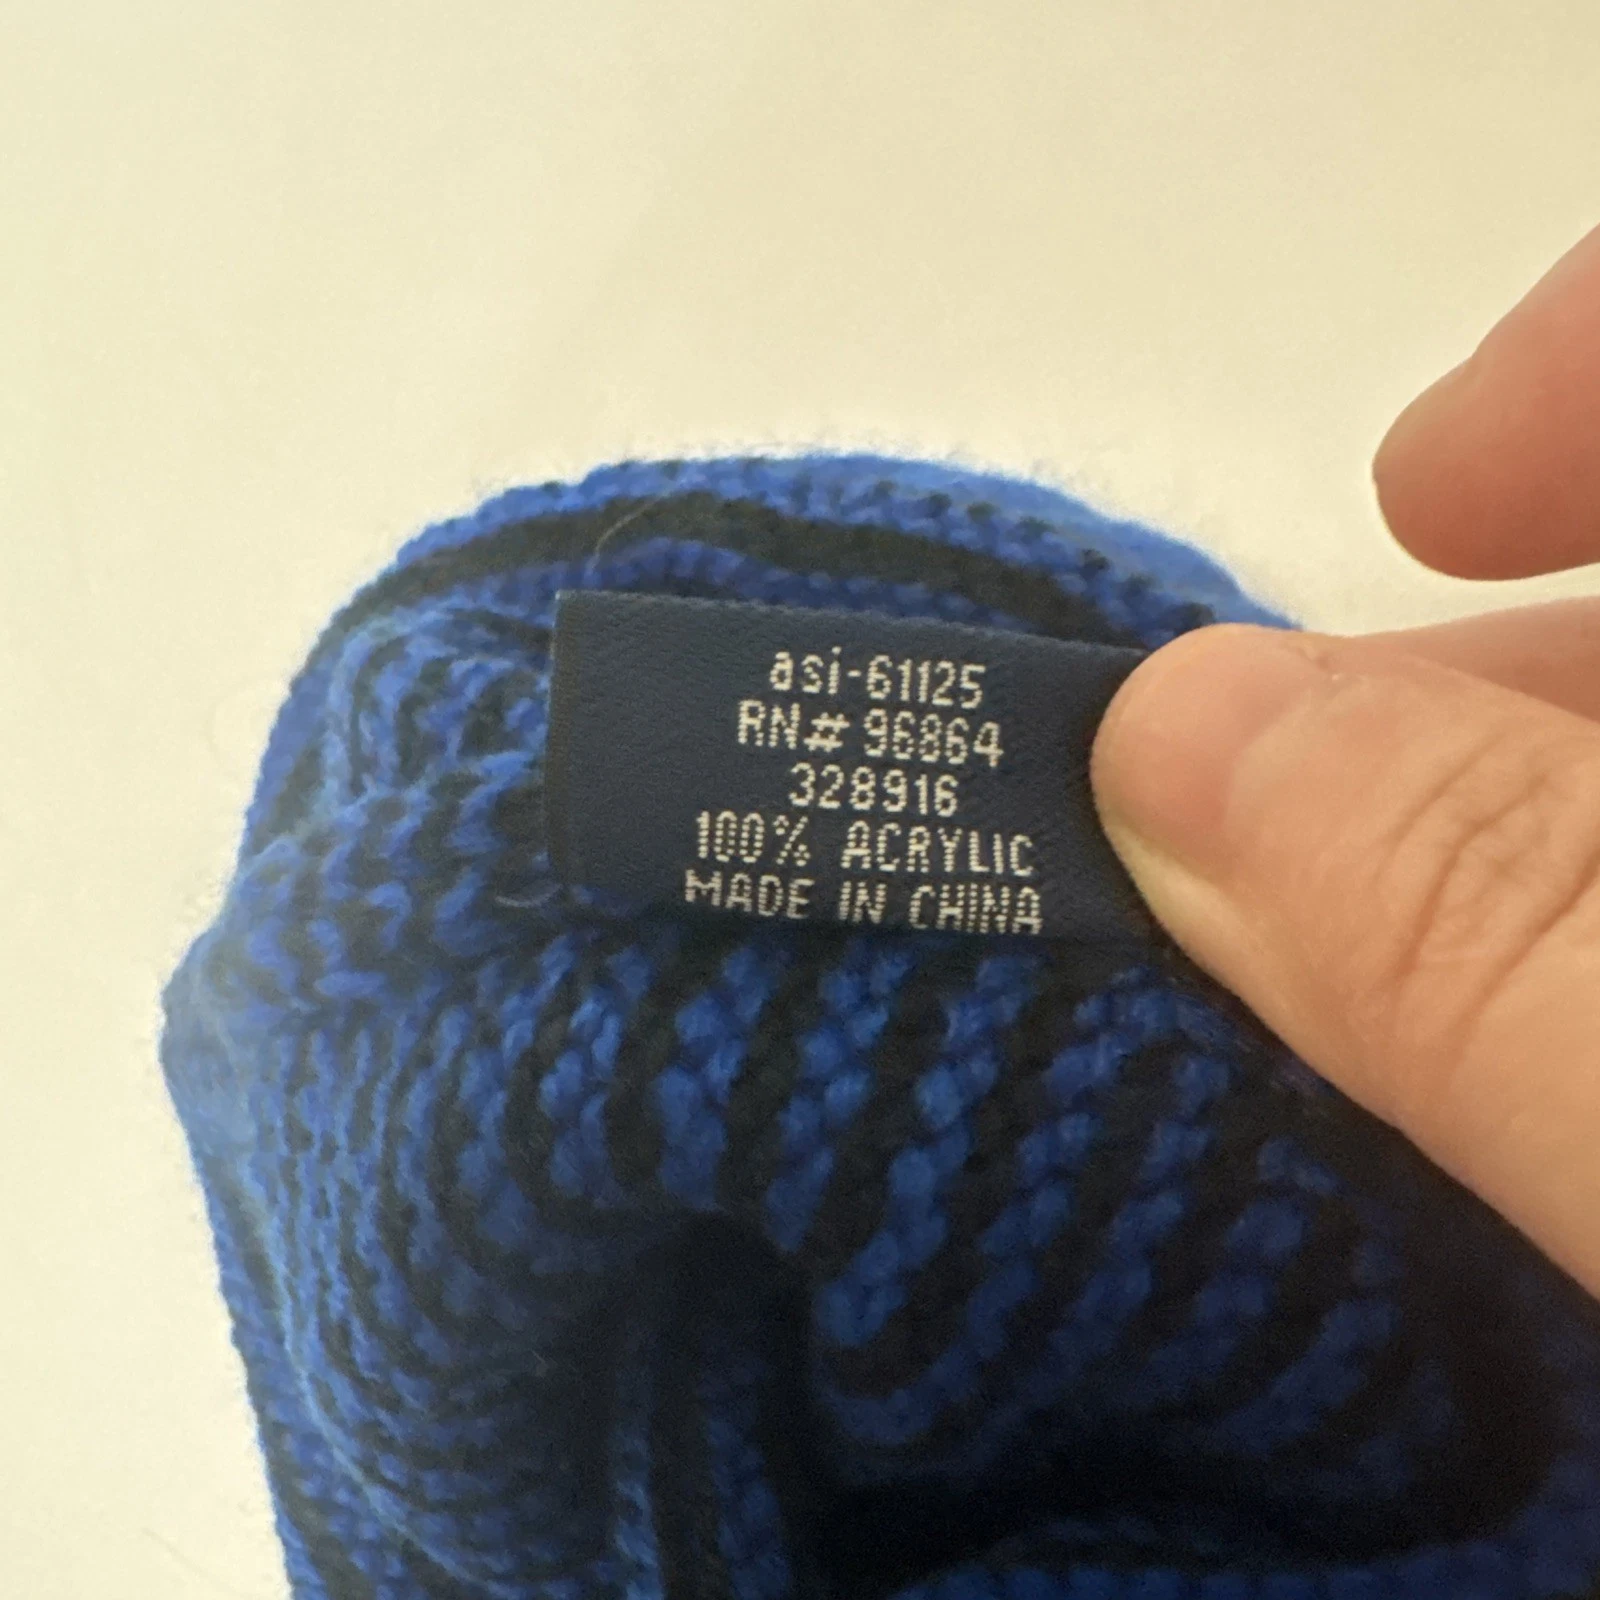 asi-61125
RN# 96864
328916
100% ACRYLIC
MADE IN CHINA